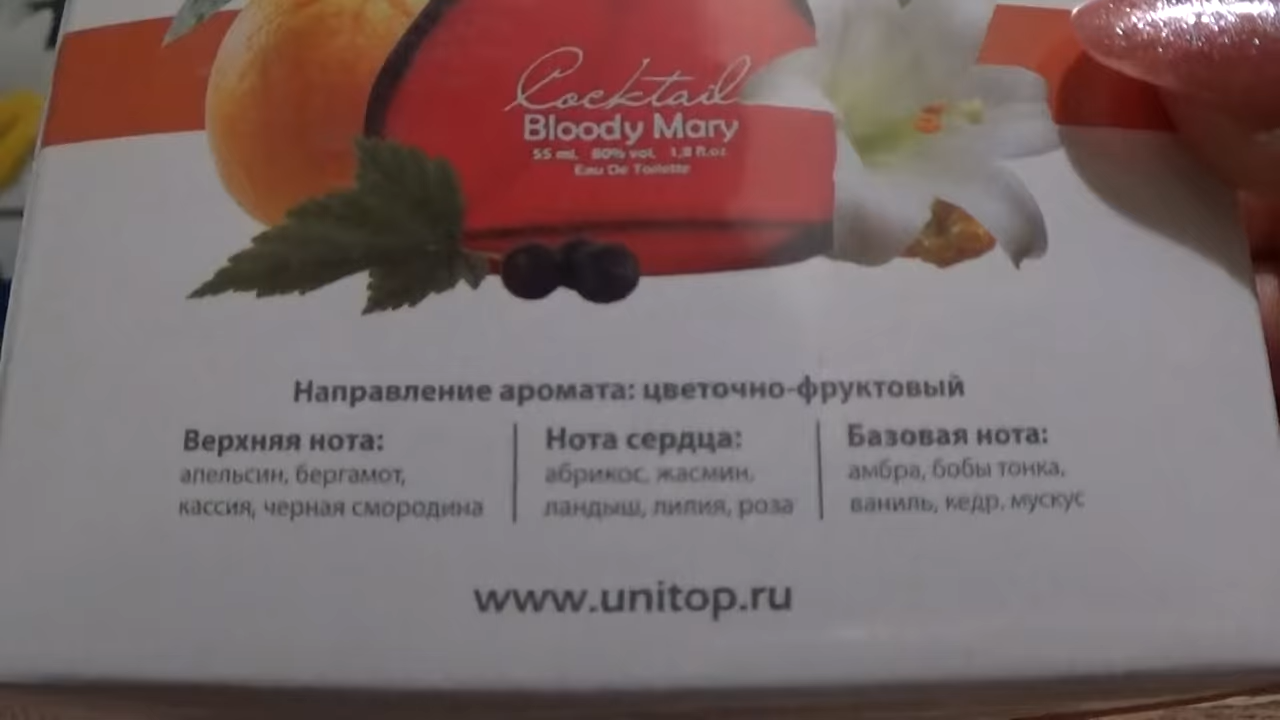 Cocktail
Bloody Mary
55 ml. 80% vol. 1,8 fl.oz.
Eau De Toilette
Направление аромата: цветочно-фруктовый
Верхняя нота:
апельсин, бергамот,
кассия, черная смородина
Нота сердца:
абрикос, жасмин,
ландыш, лилия, роза
Базовая нота:
амбра, бобы тонка,
ваниль, кедр, мускус
www.unitop.ru